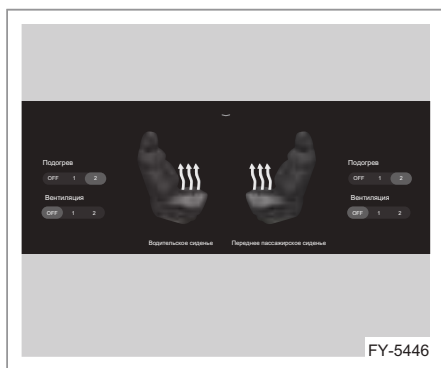 Подогрев
OFF 1 2
Вентиляция
OFF 1 2
Водительское сиденье
Переднее пассажирское сиденье
Подогрев
OFF 1 2
Вентиляция
OFF 1 2
FY-5446